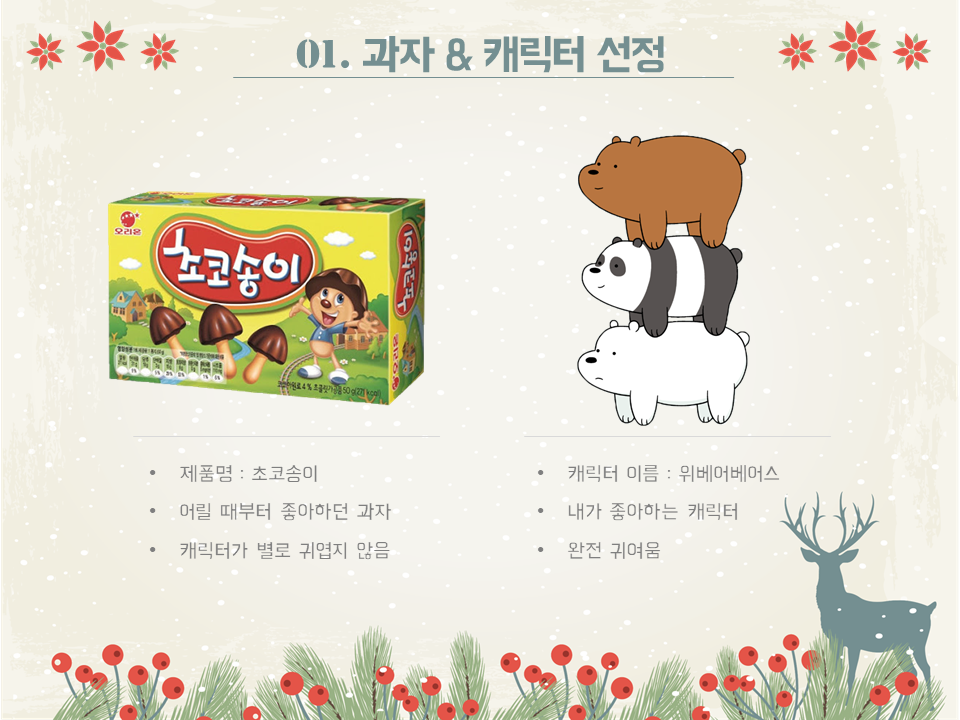 01. 과자 & 캐릭터 선정
오리온
초코송이
초코송이
오리온
• 제품명 : 초코송이
• 어릴 때부터 좋아하던 과자
• 캐릭터가 별로 귀엽지 않음
• 캐릭터 이름 : 위베어베어스
• 내가 좋아하는 캐릭터
• 완전 귀여움